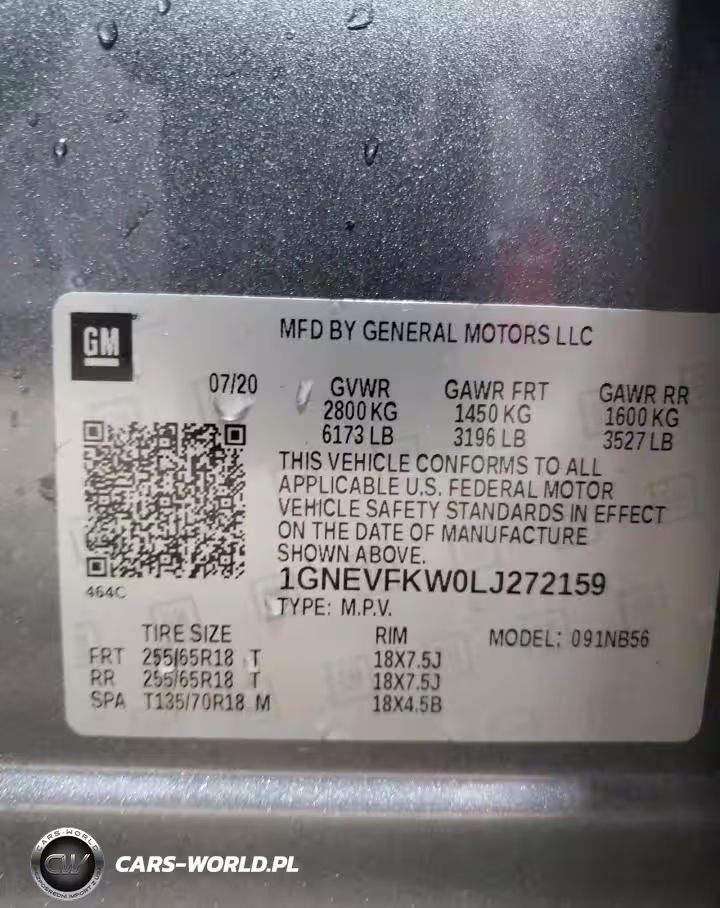 GM
MFD BY GENERAL MOTORS LLC
07/20 GVWR GAWR FRT GAWR RR
2800 KG 1450 KG 1600 KG
6173 LB 3196 LB 3527 LB
THIS VEHICLE CONFORMS TO ALL
APPLICABLE U.S. FEDERAL MOTOR
VEHICLE SAFETY STANDARDS IN EFFECT
ON THE DATE OF MANUFACTURE
SHOWN ABOVE.
464C
1GNEVFKW0LJ272159
TYPE: M.P.V.
TIRE SIZE RIM MODEL: 091NB56
FRT 255/65R18 T 18X7.5J
RR 255/65R18 T 18X7.5J
SPA T135/70R18 M 18X4.5B
CARS-WORLD
CW
CARS-WORLD.PL